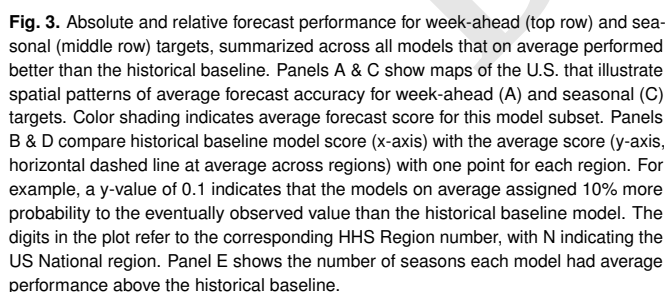 Fig. 3. Absolute and relative forecast performance for week-ahead (top row) and sea-
sonal (middle row) targets, summarized across all models that on average performed
better than the historical baseline. Panels A & C show maps of the U.S. that illustrate
spatial patterns of average forecast accuracy for week-ahead (A) and seasonal (C)
targets. Color shading indicates average forecast score for this model subset. Panels
B & D compare historical baseline model score (x-axis) with the average score (y-axis,
horizontal dashed line at average across regions) with one point for each region. For
example, a y-value of 0.1 indicates that the models on average assigned 10% more
probability to the eventually observed value than the historical baseline model. The
digits in the plot refer to the corresponding HHS Region number, with N indicating the
US National region. Panel E shows the number of seasons each model had average
performance above the historical baseline.